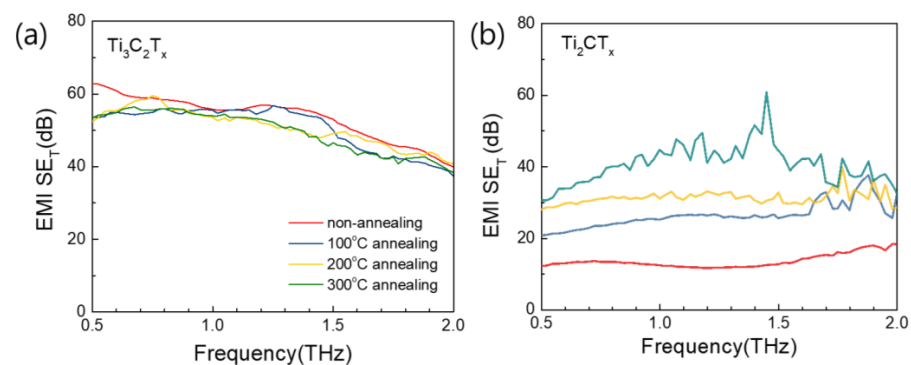 (a)
Ti₃C₂Tₓ
EMI SE_T(dB)
80
60
40
20
0
non-annealing
100°C annealing
200°C annealing
300°C annealing
0.5
1.0
1.5
2.0
Frequency(THz)
(b)
Ti₂CTₓ
EMI SE_T (dB)
80
60
40
20
0
0.5
1.0
1.5
2.0
Frequency(THz)